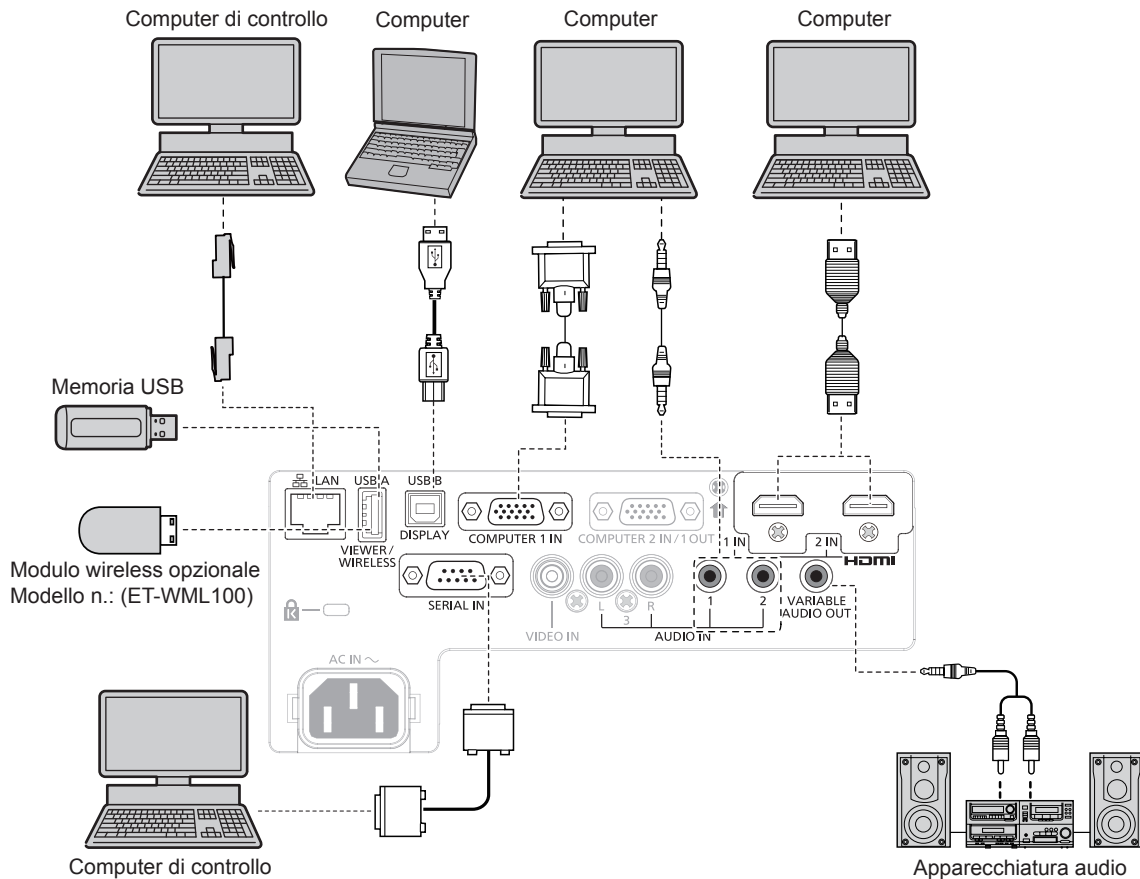 Computer di controllo
Computer
Computer
Computer
Memoria USB
LAN
USB A
USB B
VIEWER / WIRELESS
DISPLAY
COMPUTER 1 IN
COMPUTER 2 IN / 1 OUT
1 IN
2 IN
HDMI
Modulo wireless opzionale
Modello n.: (ET-WML100)
SERIAL IN
K
VIDEO IN
L
3
R
AUDIO IN
1
2
VARIABLE
AUDIO OUT
AC IN ~
Computer di controllo
Apparecchiatura audio